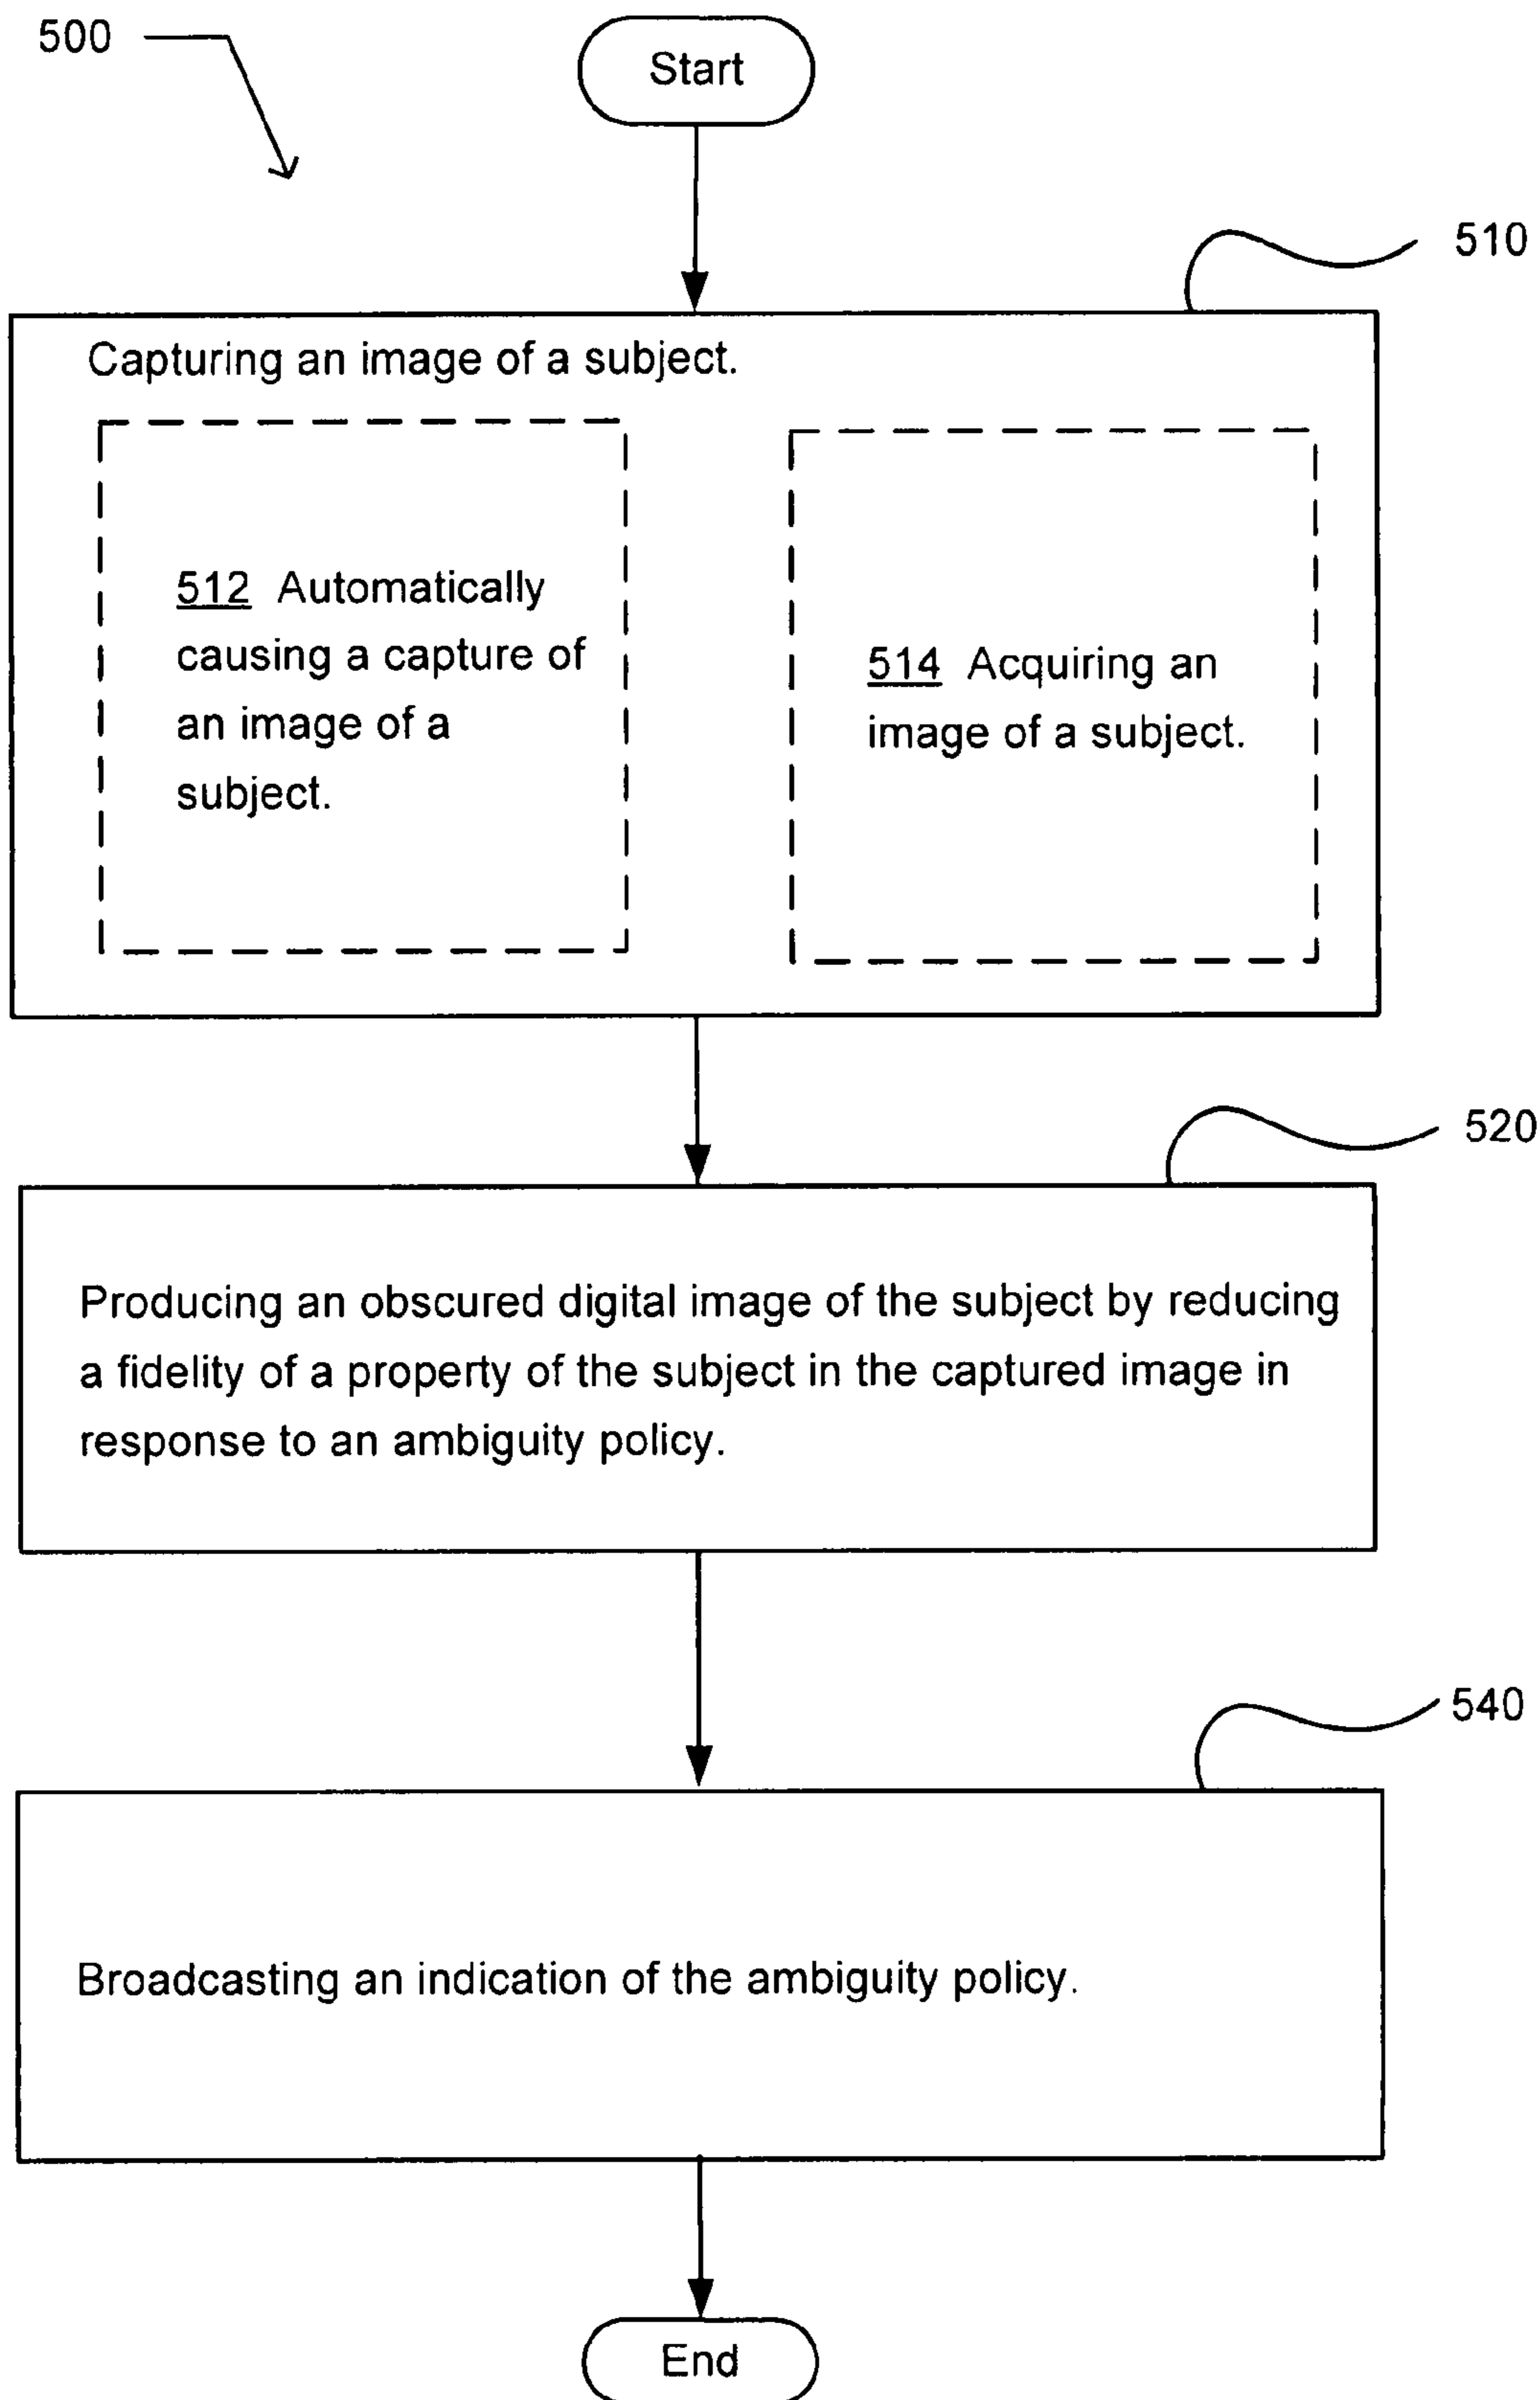 500
Start
510
Capturing an image of a subject.
512 Automatically
causing a capture of
an image of a
subject.
514 Acquiring an
image of a subject.
520
Producing an obscured digital image of the subject by reducing
a fidelity of a property of the subject in the captured image in
response to an ambiguity policy.
540
Broadcasting an indication of the ambiguity policy.
End